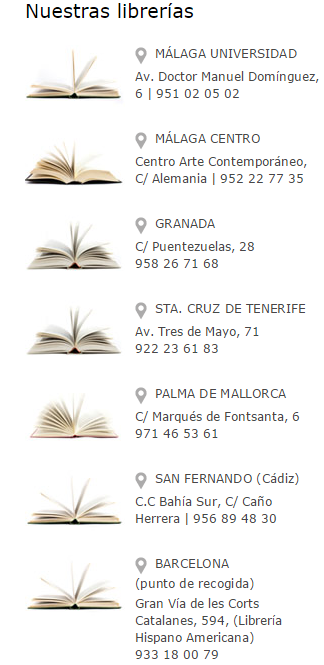 Nuestras librerías
MÁLAGA UNIVERSIDAD
Av. Doctor Manuel Domínguez,
6 | 951 02 05 02
MÁLAGA CENTRO
Centro Arte Contemporáneo,
C/ Alemania | 952 22 77 35
GRANADA
C/ Puentezuelas, 28
958 26 71 68
STA. CRUZ DE TENERIFE
Av. Tres de Mayo, 71
922 23 61 83
PALMA DE MALLORCA
C/ Marqués de Fontsanta, 6
971 46 53 61
SAN FERNANDO (Cádiz)
C.C Bahía Sur, C/ Caño
Herrera | 956 89 48 30
BARCELONA
(punto de recogida)
Gran Vía de les Corts
Catalanes, 594, (Librería
Hispano Americana)
933 18 00 79